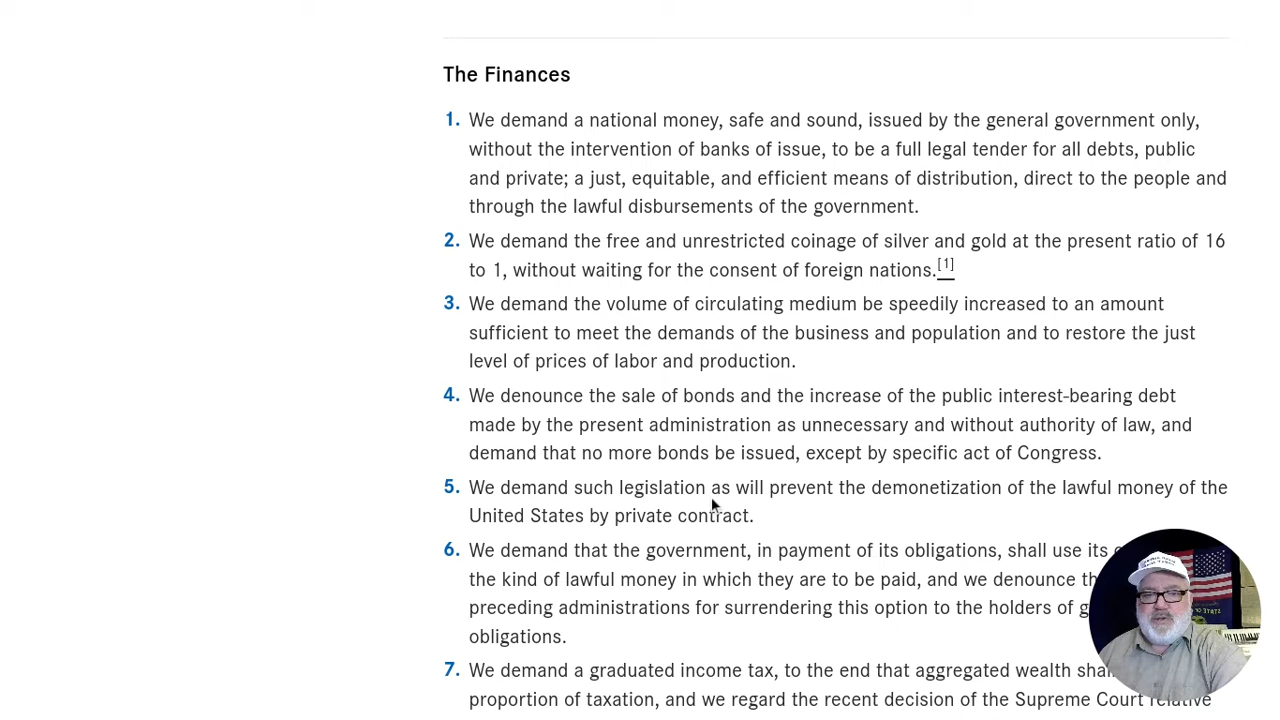 The Finances
1. We demand a national money, safe and sound, issued by the general government only,
without the intervention of banks of issue, to be a full legal tender for all debts, public
and private; a just, equitable, and efficient means of distribution, direct to the people and
through the lawful disbursements of the government.
2. We demand the free and unrestricted coinage of silver and gold at the present ratio of 16
to 1, without waiting for the consent of foreign nations.[1]
3. We demand the volume of circulating medium be speedily increased to an amount
sufficient to meet the demands of the business and population and to restore the just
level of prices of labor and production.
4. We denounce the sale of bonds and the increase of the public interest-bearing debt
made by the present administration as unnecessary and without authority of law, and
demand that no more bonds be issued, except by specific act of Congress.
5. We demand such legislation as will prevent the demonetization of the lawful money of the
United States by private contract.
6. We demand that the government, in payment of its obligations, shall use its
the kind of lawful money in which they are to be paid, and we denounce
preceding administrations for surrendering this option to the holders of
obligations.
7. We demand a graduated income tax, to the end that aggregated wealth
proportion of taxation, and we regard the recent decision of the Supreme Court relative